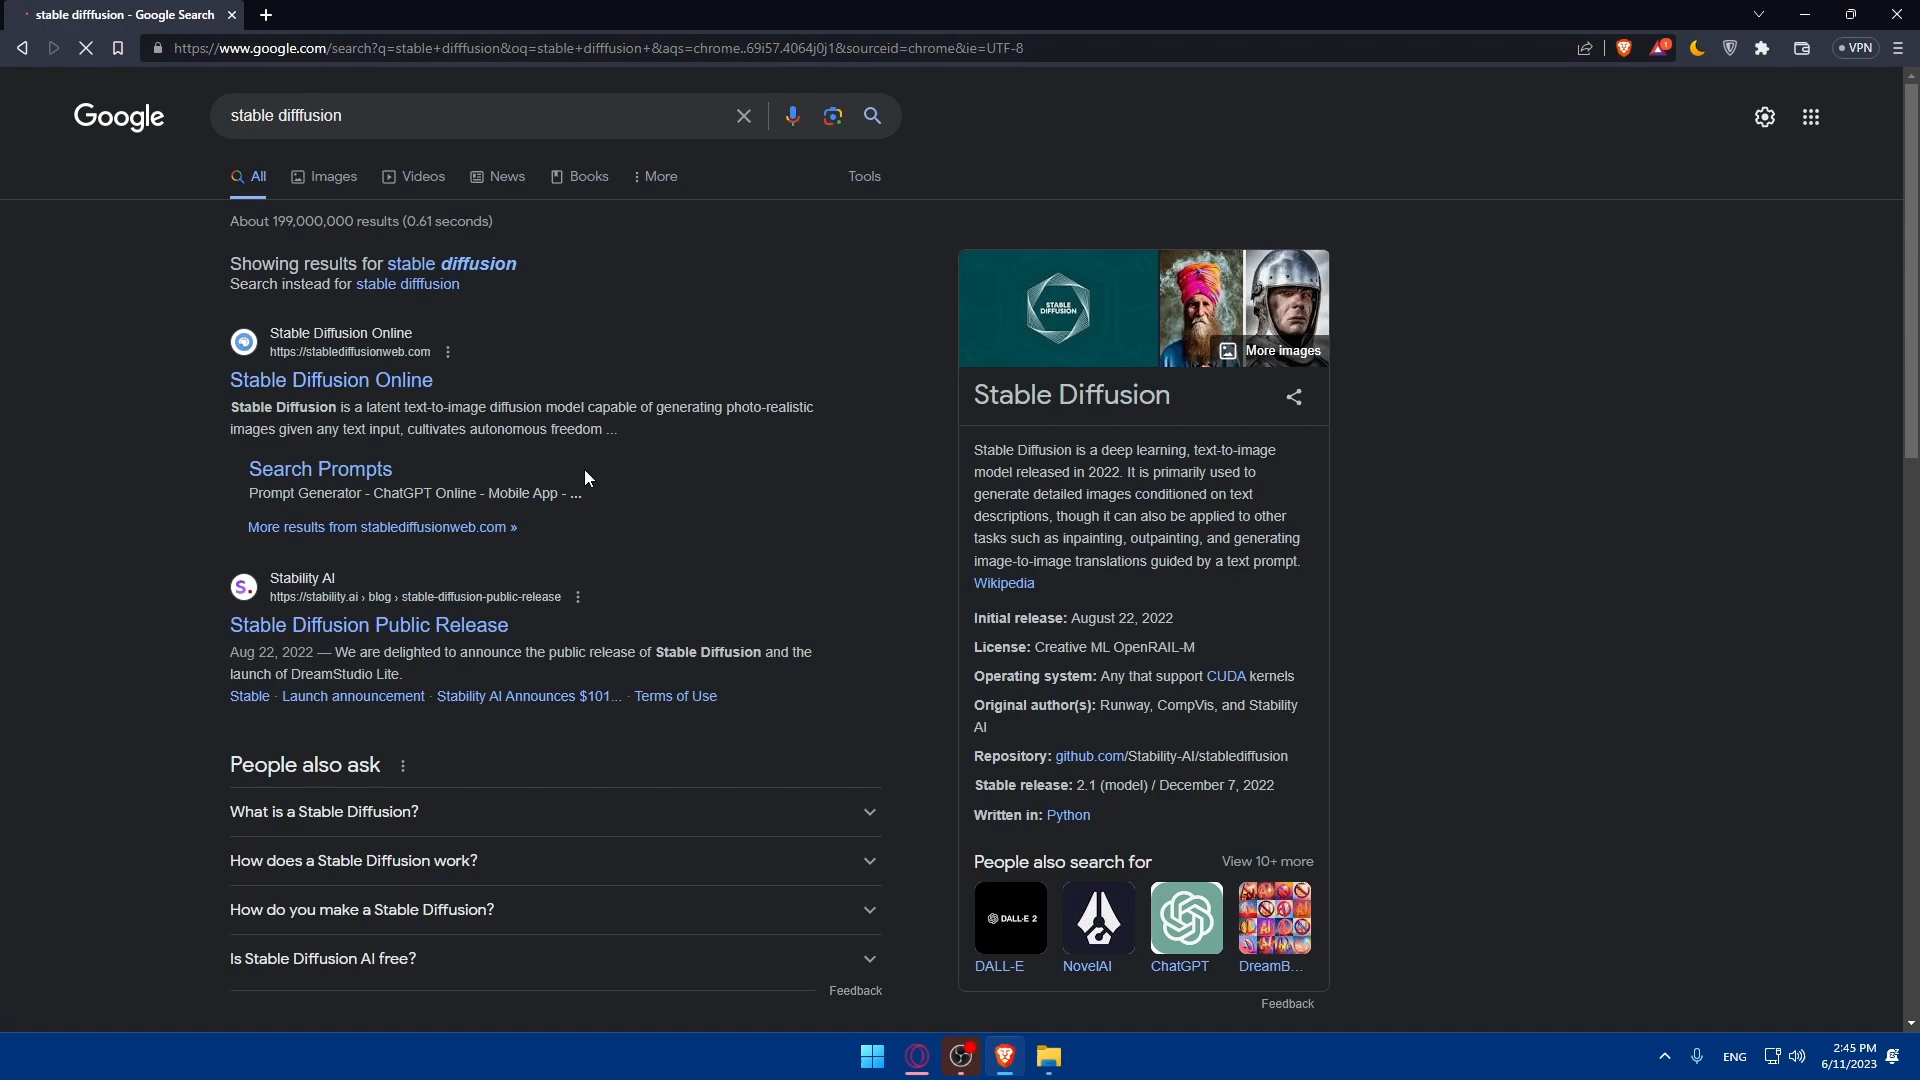 stable difffusion - Google Search
https://www.google.com/search?q=stable+difffusion&oq=stable+difffusion+&aqs=chrome..69i57.4064j0j1&sourceid=chrome&ie=UTF-8
1
VPN
Google
stable difffusion
All
Images
Videos
News
Books
More
Tools
About 199,000,000 results (0.61 seconds)
Showing results for stable diffusion
Search instead for stable difffusion
Stable Diffusion Online
https://stablediffusionweb.com
Stable Diffusion Online
Stable Diffusion is a latent text-to-image diffusion model capable of generating photo-realistic
images given any text input, cultivates autonomous freedom ...
Search Prompts
Prompt Generator - ChatGPT Online - Mobile App - ...
More results from stablediffusionweb.com »
S.
Stability AI
https://stability.ai › blog › stable-diffusion-public-release
Stable Diffusion Public Release
Aug 22, 2022 — We are delighted to announce the public release of Stable Diffusion and the
launch of DreamStudio Lite.
Stable · Launch announcement · Stability AI Announces $101... · Terms of Use
People also ask
What is a Stable Diffusion?
How does a Stable Diffusion work?
How do you make a Stable Diffusion?
Is Stable Diffusion AI free?
Feedback
STABLE
DIFFUSION
More images
Stable Diffusion
Stable Diffusion is a deep learning, text-to-image
model released in 2022. It is primarily used to
generate detailed images conditioned on text
descriptions, though it can also be applied to other
tasks such as inpainting, outpainting, and generating
image-to-image translations guided by a text prompt.
Wikipedia
Initial release: August 22, 2022
License: Creative ML OpenRAIL-M
Operating system: Any that support CUDA kernels
Original author(s): Runway, CompVis, and Stability
AI
Repository: github.com/Stability-AI/stablediffusion
Stable release: 2.1 (model) / December 7, 2022
Written in: Python
People also search for
View 10+ more
DALL·E 2
DALL-E
NovelAI
ChatGPT
DreamB...
Feedback
ENG
2:45 PM
6/11/2023